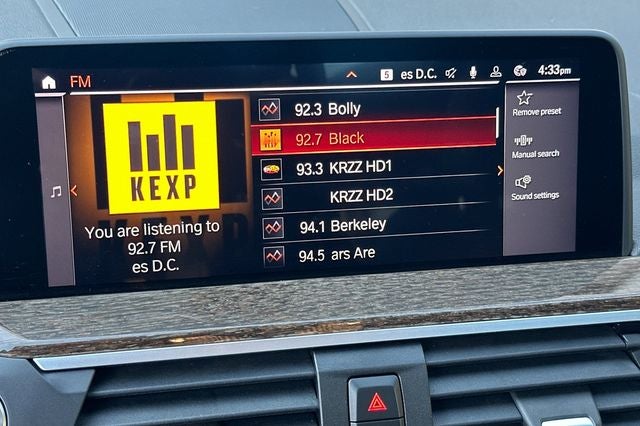 FM
5 es D.C. 4:33pm
KEXP
You are listening to
92.7 FM
es D.C.
92.3 Bolly
92.7 Black
93.3 KRZZ HD1
KRZZ HD2
94.1 Berkeley
94.5 ars Are
Remove preset
Manual search
Sound settings